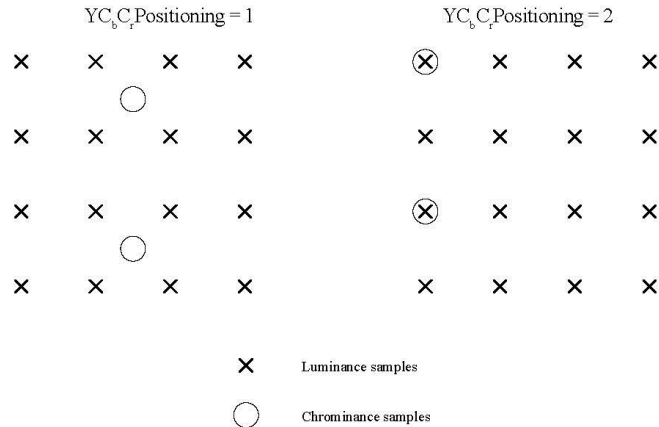 YCbCrPositioning = 1
YCbCrPositioning = 2
Luminance samples
Chrominance samples